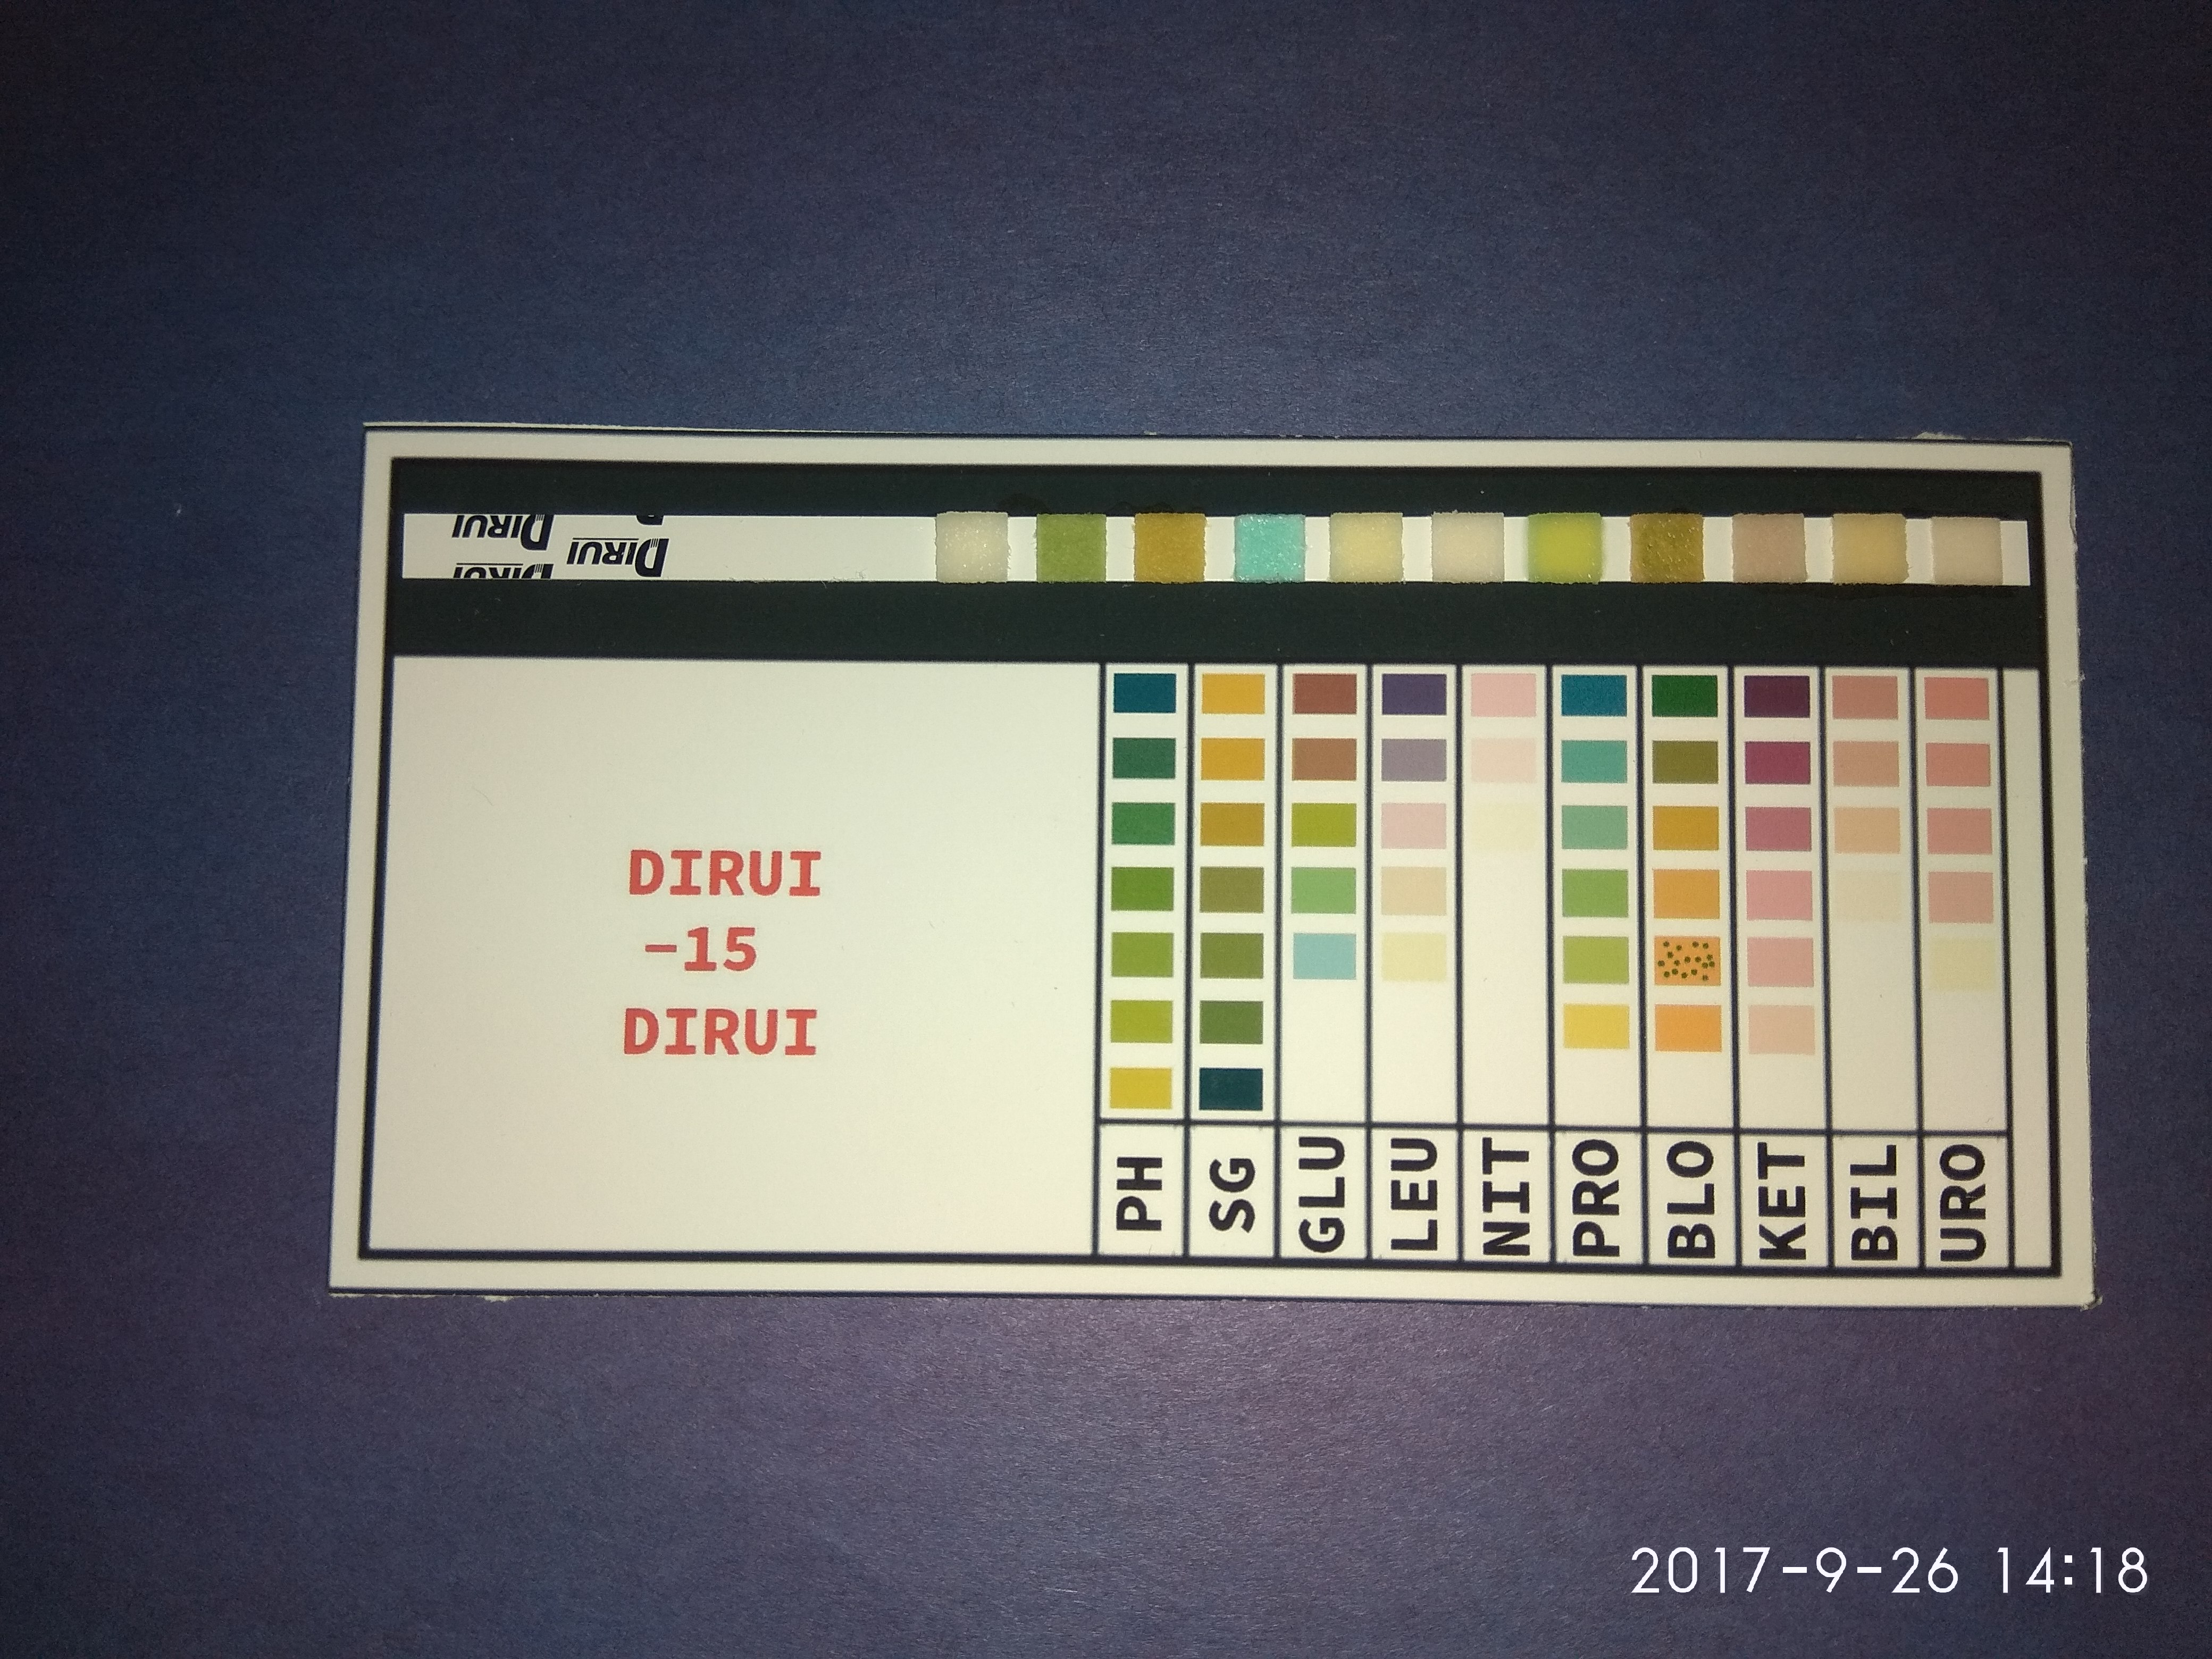 DIRUI
DIRUI
DIRUI
DIRUI
-15
DIRUI
PH SG GLU LEU NIT PRO BLO KET BIL URO
2017-9-26 14:18